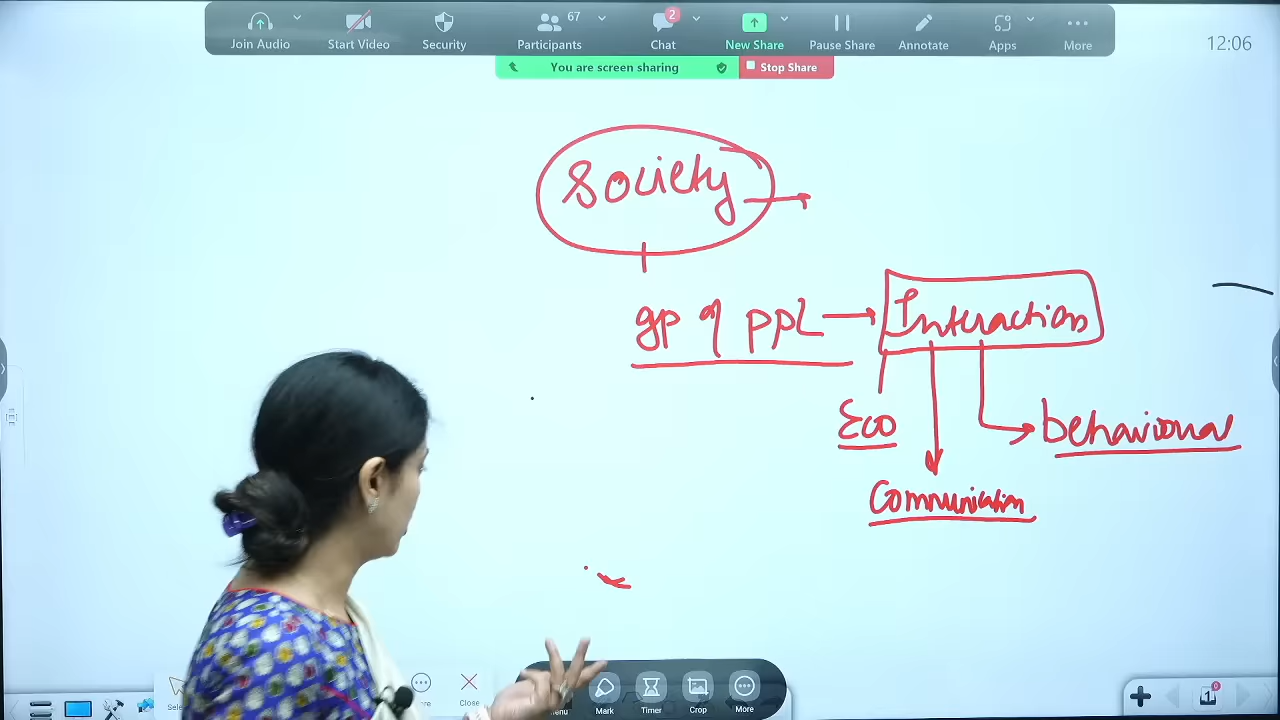 67
2
Join Audio Start Video Security Participants Chat New Share Pause Share Annotate Apps More
12:06
You are screen sharing Stop Share
Society
gp of ppl Interaction
Eco behavioural
Communication
Close
Mark Timer Crop More
0